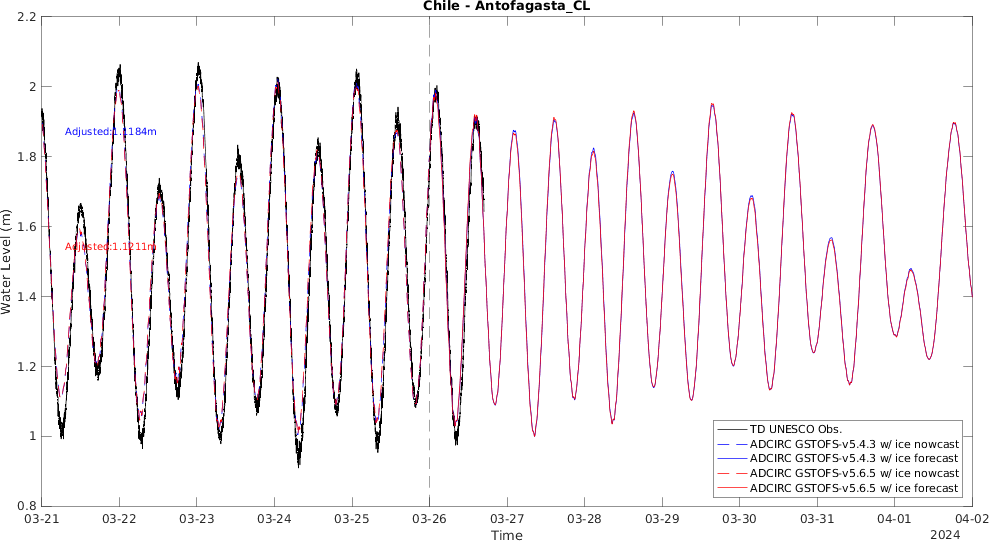 Chile - Antofagasta_CL
2.2
2
1.8
1.6
1.4
1.2
1
0.8
Water Level (m)
Adjusted:1.1184m
Adjusted:1.1211m
TD UNESCO Obs.
ADCIRC GSTOFS-v5.4.3 w/ ice nowcast
ADCIRC GSTOFS-v5.4.3 w/ ice forecast
ADCIRC GSTOFS-v5.6.5 w/ ice nowcast
ADCIRC GSTOFS-v5.6.5 w/ ice forecast
03-21 03-22 03-23 03-24 03-25 03-26 03-27 03-28 03-29 03-30 03-31 04-01 04-02
Time
2024